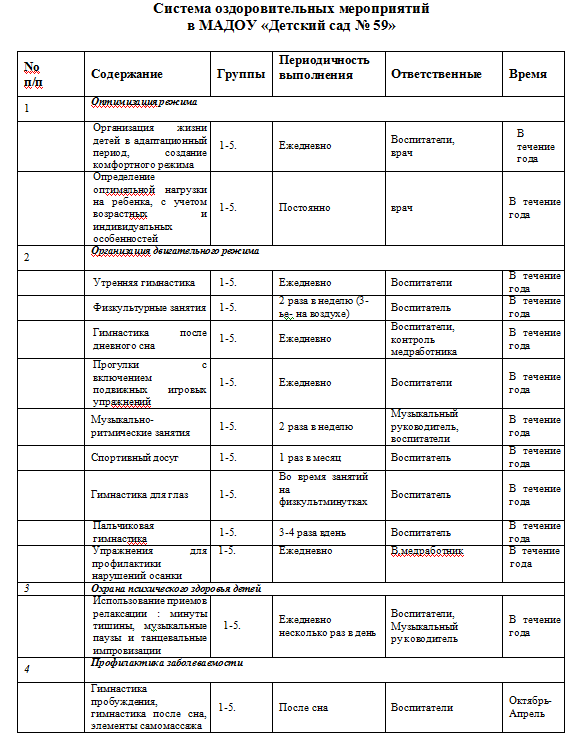 Система оздоровительных мероприятий
в МАДОУ «Детский сад № 59»
No п/п Содержание Группы Периодичность выполнения Ответственные Время
1 Оптимизация режима
Организация жизни детей в адаптационный период, создание комфортного режима 1-5. Ежедневно Воспитатели, врач В течение года
Определение оптимальной нагрузки на ребенка, с учетом возрастных и индивидуальных особенностей 1-5. Постоянно врач В течение года
2 Организация двигательного режима
Утренняя гимнастика 1-5. Ежедневно Воспитатели В течение года
Физкультурные занятия 1-5. 2 раза в неделю (3-ье- на воздухе) Воспитатель В течение года
Гимнастика после дневного сна 1-5. Ежедневно Воспитатели, контроль медработника В течение года
Прогулки с включением подвижных игровых упражнений 1-5. Ежедневно Воспитатели В течение года
Музыкально-ритмические занятия 1-5. 2 раза в неделю Музыкальный руководитель, воспитатели В течение года
Спортивный досуг 1-5. 1 раз в месяц Воспитатель В течение года
Гимнастика для глаз 1-5. Во время занятий на физкультминутках Воспитатель В течение года
Пальчиковая гимнастика 1-5. 3-4 раза вдень Воспитатель В течение года
Упражнения для профилактики нарушений осанки 1-5. Ежедневно В,медработник В течение года
3 Охрана психического здоровья детей
Использование приемов релаксации : минуты тишины, музыкальные паузы и танцевальные импровизации 1-5. Ежедневно несколько раз в день Воспитатели, Музыкальный руководитель В течение года
4 Профилактика заболеваемости
Гимнастика пробуждения, гимнастика после сна, элементы самомассажа 1-5. После сна Воспитатели Октябрь-Апрель